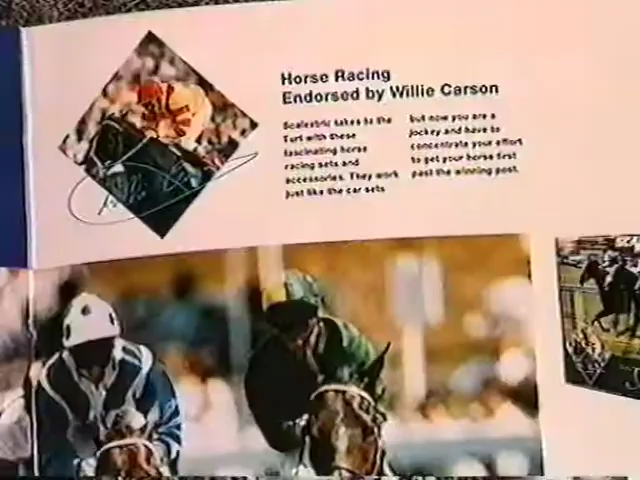 Horse Racing
Endorsed by Willie Carson
Scalextric takes to the
Turf with these
fascinating horse
racing sets and
accessories. They work
just like the car sets
but now you are a
jockey and have to
concentrate your effort
to get your horse first
past the winning post.